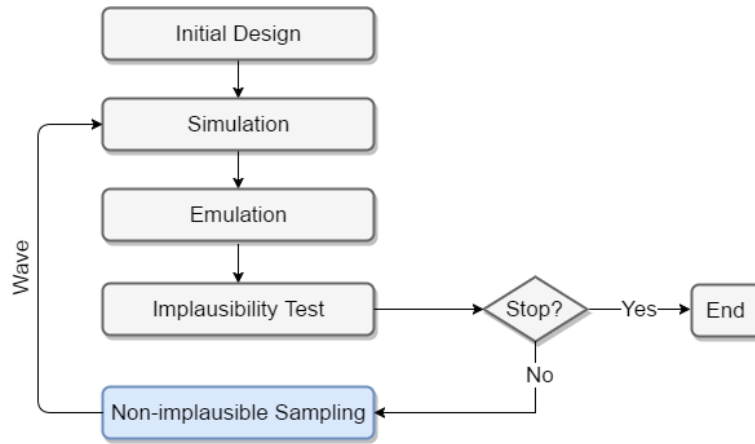 Initial Design
Simulation
Emulation
Implausibility Test
Stop?
Yes
End
No
Non-implausible Sampling
Wave